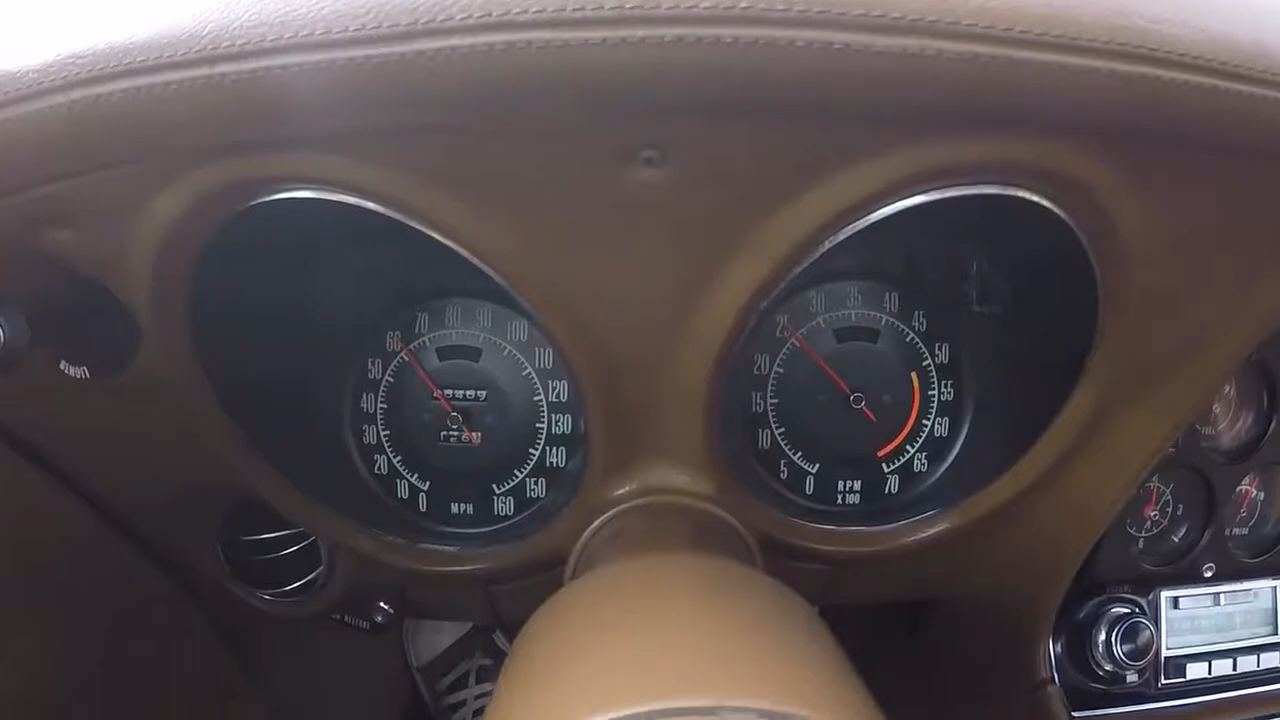 LIGHTS
0 10 20 30 40 50 60 70 80 90 100 110 120 130 140 150 160
MPH
0 5 10 15 20 25 30 35 40 45 50 55 60 65 70
RPM
X 100